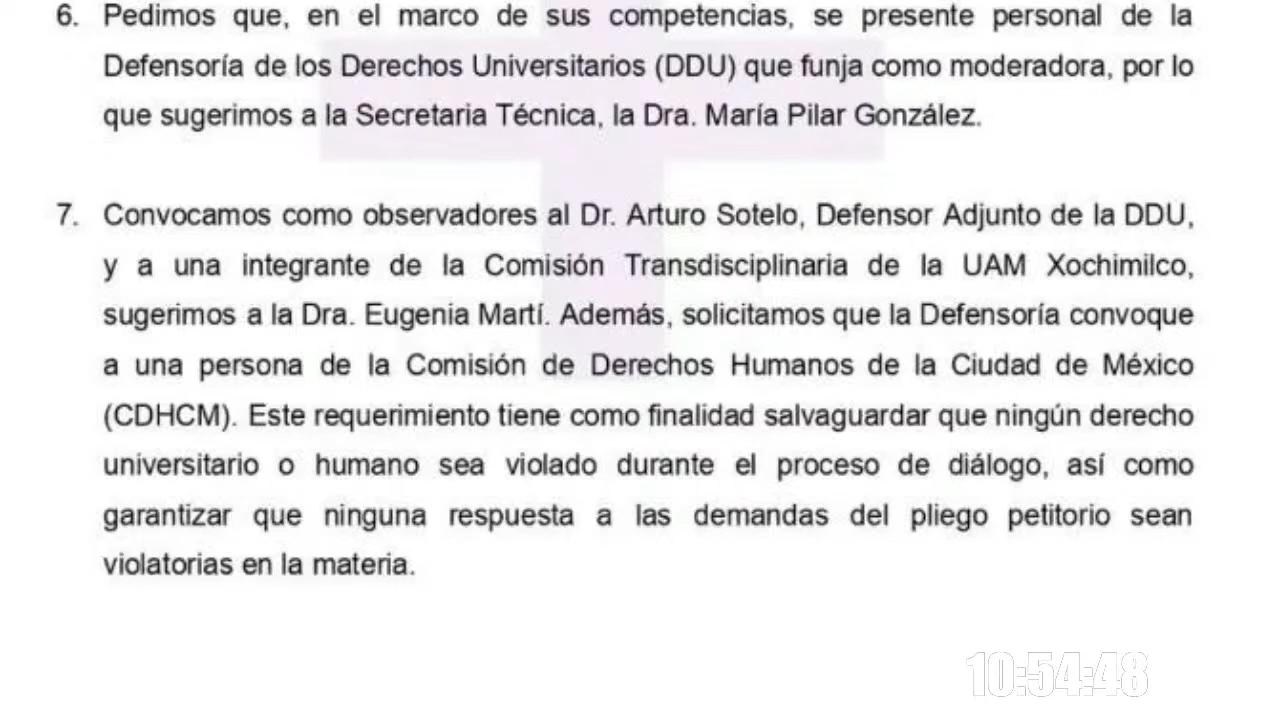 6. Pedimos que, en el marco de sus competencias, se presente personal de la
Defensoría de los Derechos Universitarios (DDU) que funja como moderadora, por lo
que sugerimos a la Secretaria Técnica, la Dra. María Pilar González.
7. Convocamos como observadores al Dr. Arturo Sotelo, Defensor Adjunto de la DDU,
y a una integrante de la Comisión Transdisciplinaria de la UAM Xochimilco,
sugerimos a la Dra. Eugenia Martí. Además, solicitamos que la Defensoría convoque
a una persona de la Comisión de Derechos Humanos de la Ciudad de México
(CDHCM). Este requerimiento tiene como finalidad salvaguardar que ningún derecho
universitario o humano sea violado durante el proceso de diálogo, así como
garantizar que ninguna respuesta a las demandas del pliego petitorio sean
violatorias en la materia.
10:54:48